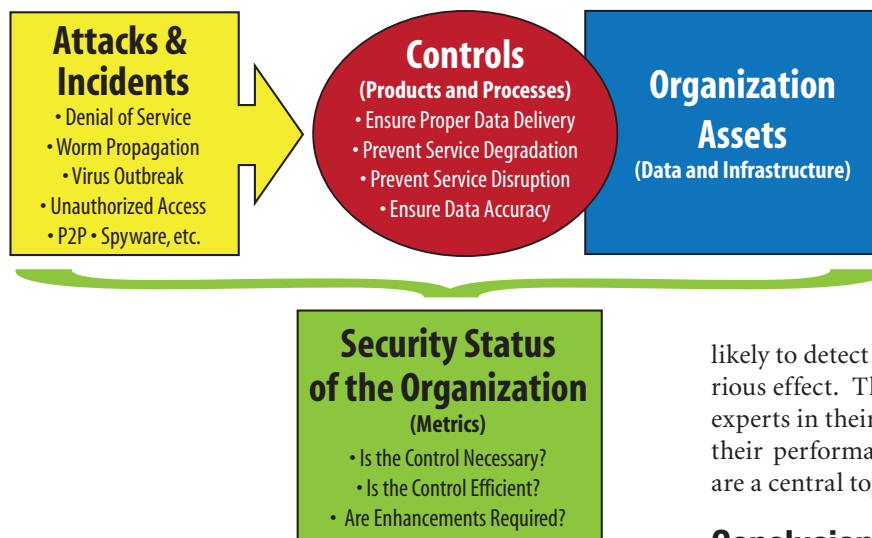 Attacks &
Incidents
• Denial of Service
• Worm Propagation
• Virus Outbreak
• Unauthorized Access
• P2P • Spyware, etc.
Controls
(Products and Processes)
• Ensure Proper Data Delivery
• Prevent Service Degradation
• Prevent Service Disruption
• Ensure Data Accuracy
Organization
Assets
(Data and Infrastructure)
Security Status
of the Organization
(Metrics)
• Is the Control Necessary?
• Is the Control Efficient?
• Are Enhancements Required?
likely to detect
rious effect. Th
experts in their
their performa
are a central to